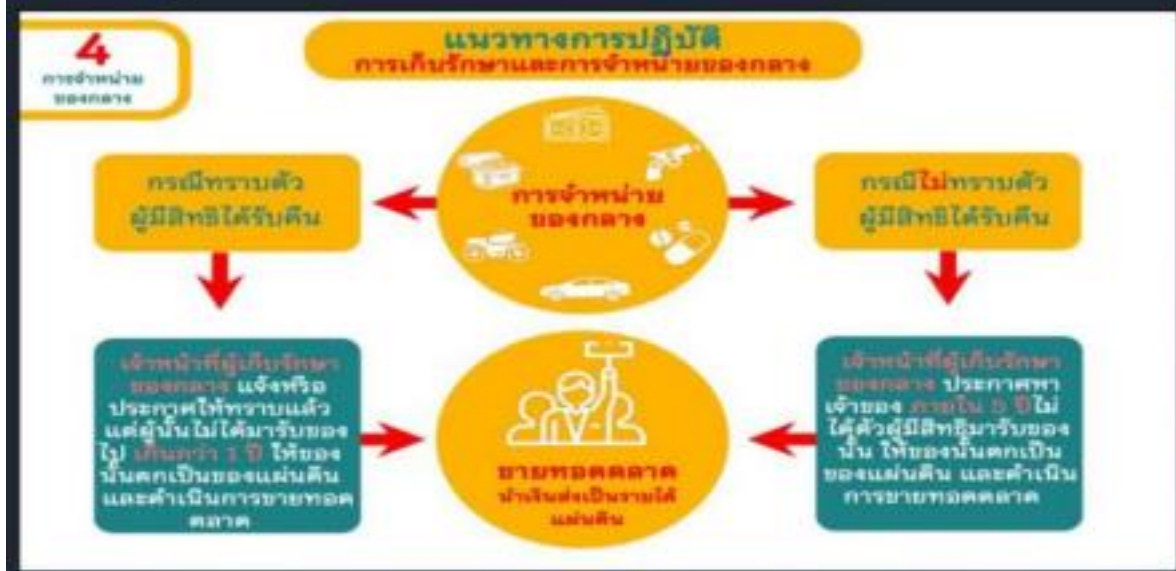 4
การจำหน่าย
ของกลาง
แนวทางการปฏิบัติ
การเก็บรักษาและการจำหน่ายของกลาง
การจำหน่าย
ของกลาง
กรณีทราบตัว
ผู้มีสิทธิได้รับคืน
เจ้าหน้าที่ผู้เก็บรักษา
ของกลาง แจ้งหรือ
ประกาศให้ทราบแล้ว
แต่ผู้นั้นไม่ได้มารับของ
ไป เกินกว่า 1 ปี ให้ของ
นั้นตกเป็นของแผ่นดิน
และดำเนินการขายทอด
ตลาด
กรณีไม่ทราบตัว
ผู้มีสิทธิได้รับคืน
เจ้าหน้าที่ผู้เก็บรักษา
ของกลาง ประกาศหา
เจ้าของ ภายใน 5 ปีไม่
ได้ตัวผู้มีสิทธิมารับของ
นั้น ให้ของนั้นตกเป็น
ของแผ่นดิน และดำเนิน
การขายทอดตลาด
ขายทอดตลาด
นำเงินส่งเป็นรายได้
แผ่นดิน